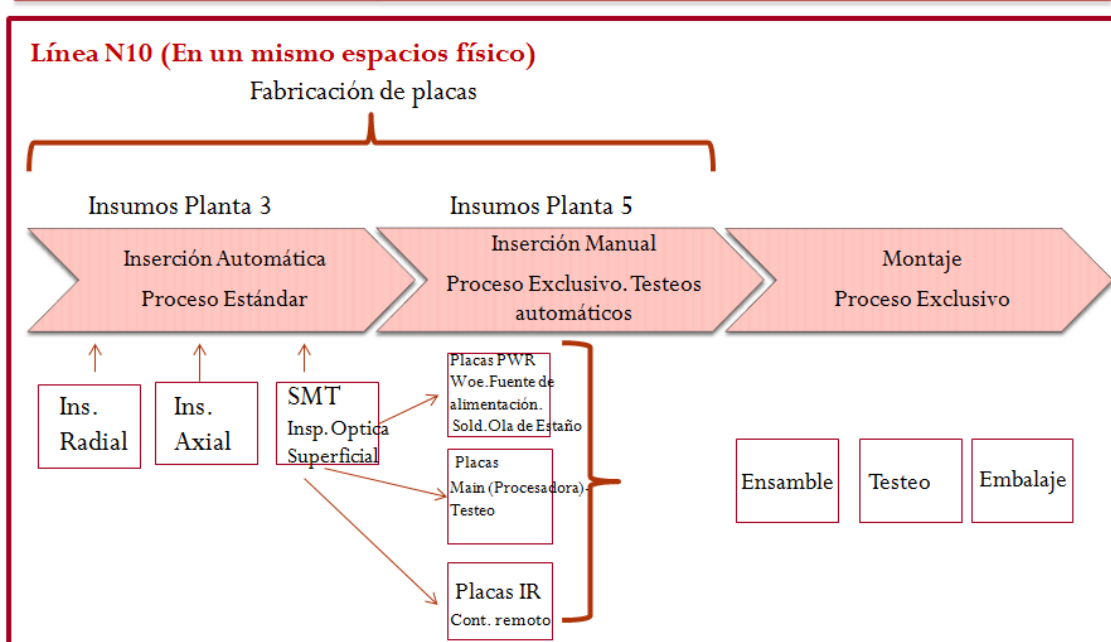 Línea N10 (En un mismo espacios físico)
Fabricación de placas
Insumos Planta 3
Insumos Planta 5
Inserción Automática
Proceso Estándar
Inserción Manual
Proceso Exclusivo. Testeos
automáticos
Montaje
Proceso Exclusivo
Ins.
Radial
Ins.
Axial
SMT
Insp. Optica
Superficial
Placas PWR
Woe. Fuente de
alimentación.
Sold. Ola de Estaño
Placas
Main (Procesadora)-
Testeo
Placas IR
Cont. remoto
Ensamble
Testeo
Embalaje